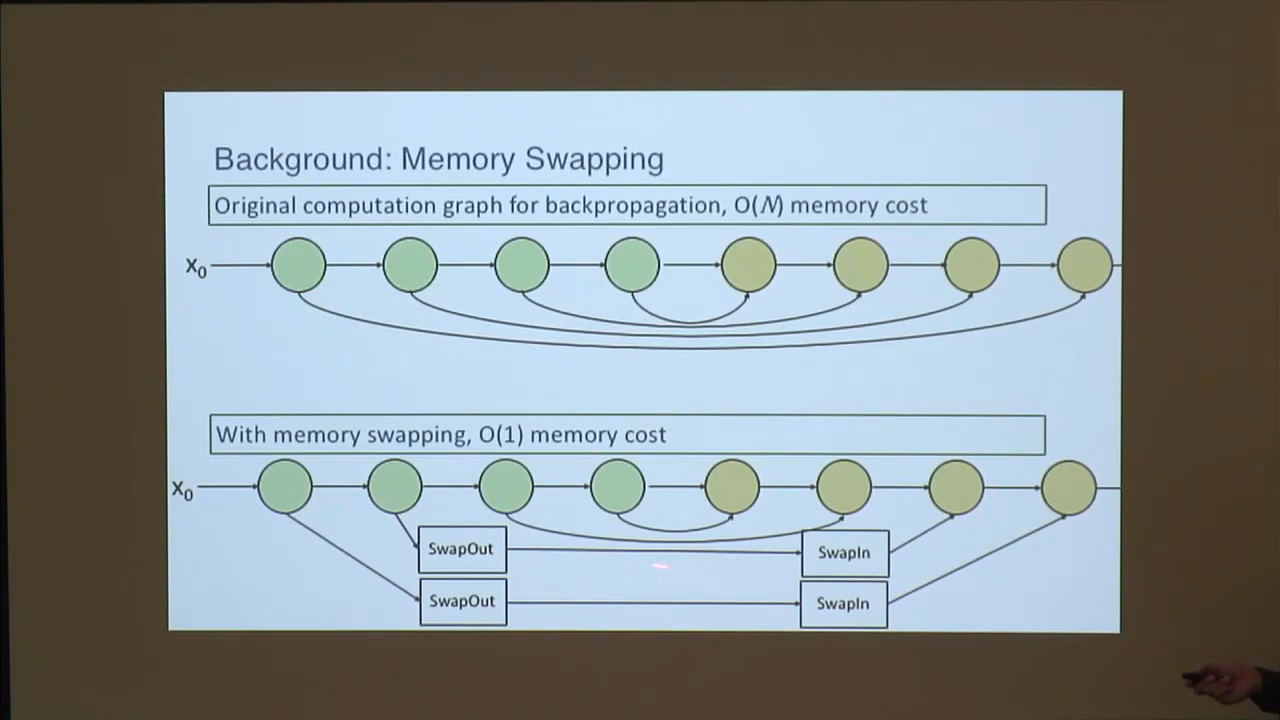 Background: Memory Swapping
Original computation graph for backpropagation, O(N) memory cost
X₀
With memory swapping, O(1) memory cost
X₀
SwapOut
SwapIn
SwapOut
SwapIn